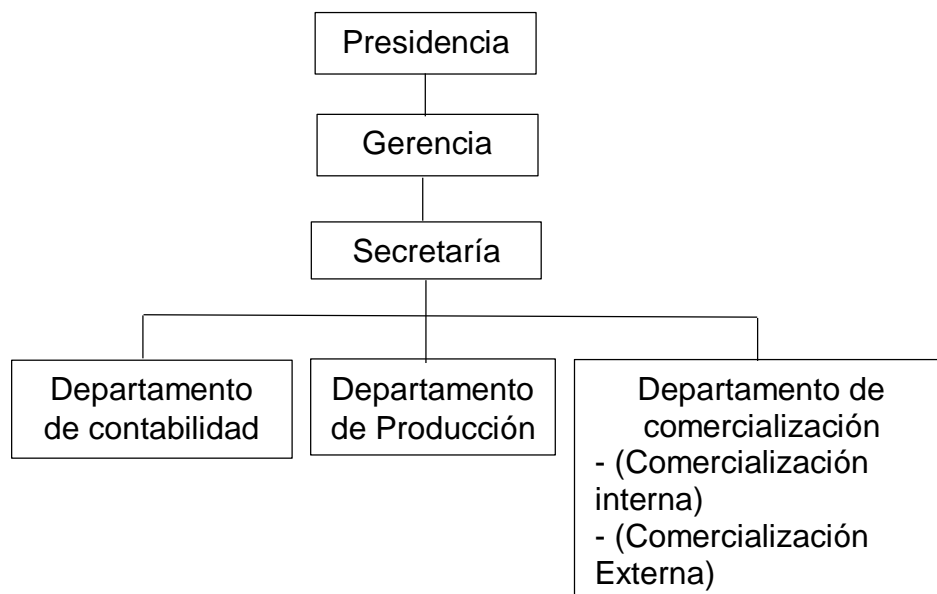 Presidencia
Gerencia
Secretaría
Departamento
de contabilidad
Departamento
de Producción
Departamento de
comercialización
- (Comercialización
interna)
- (Comercialización
Externa)